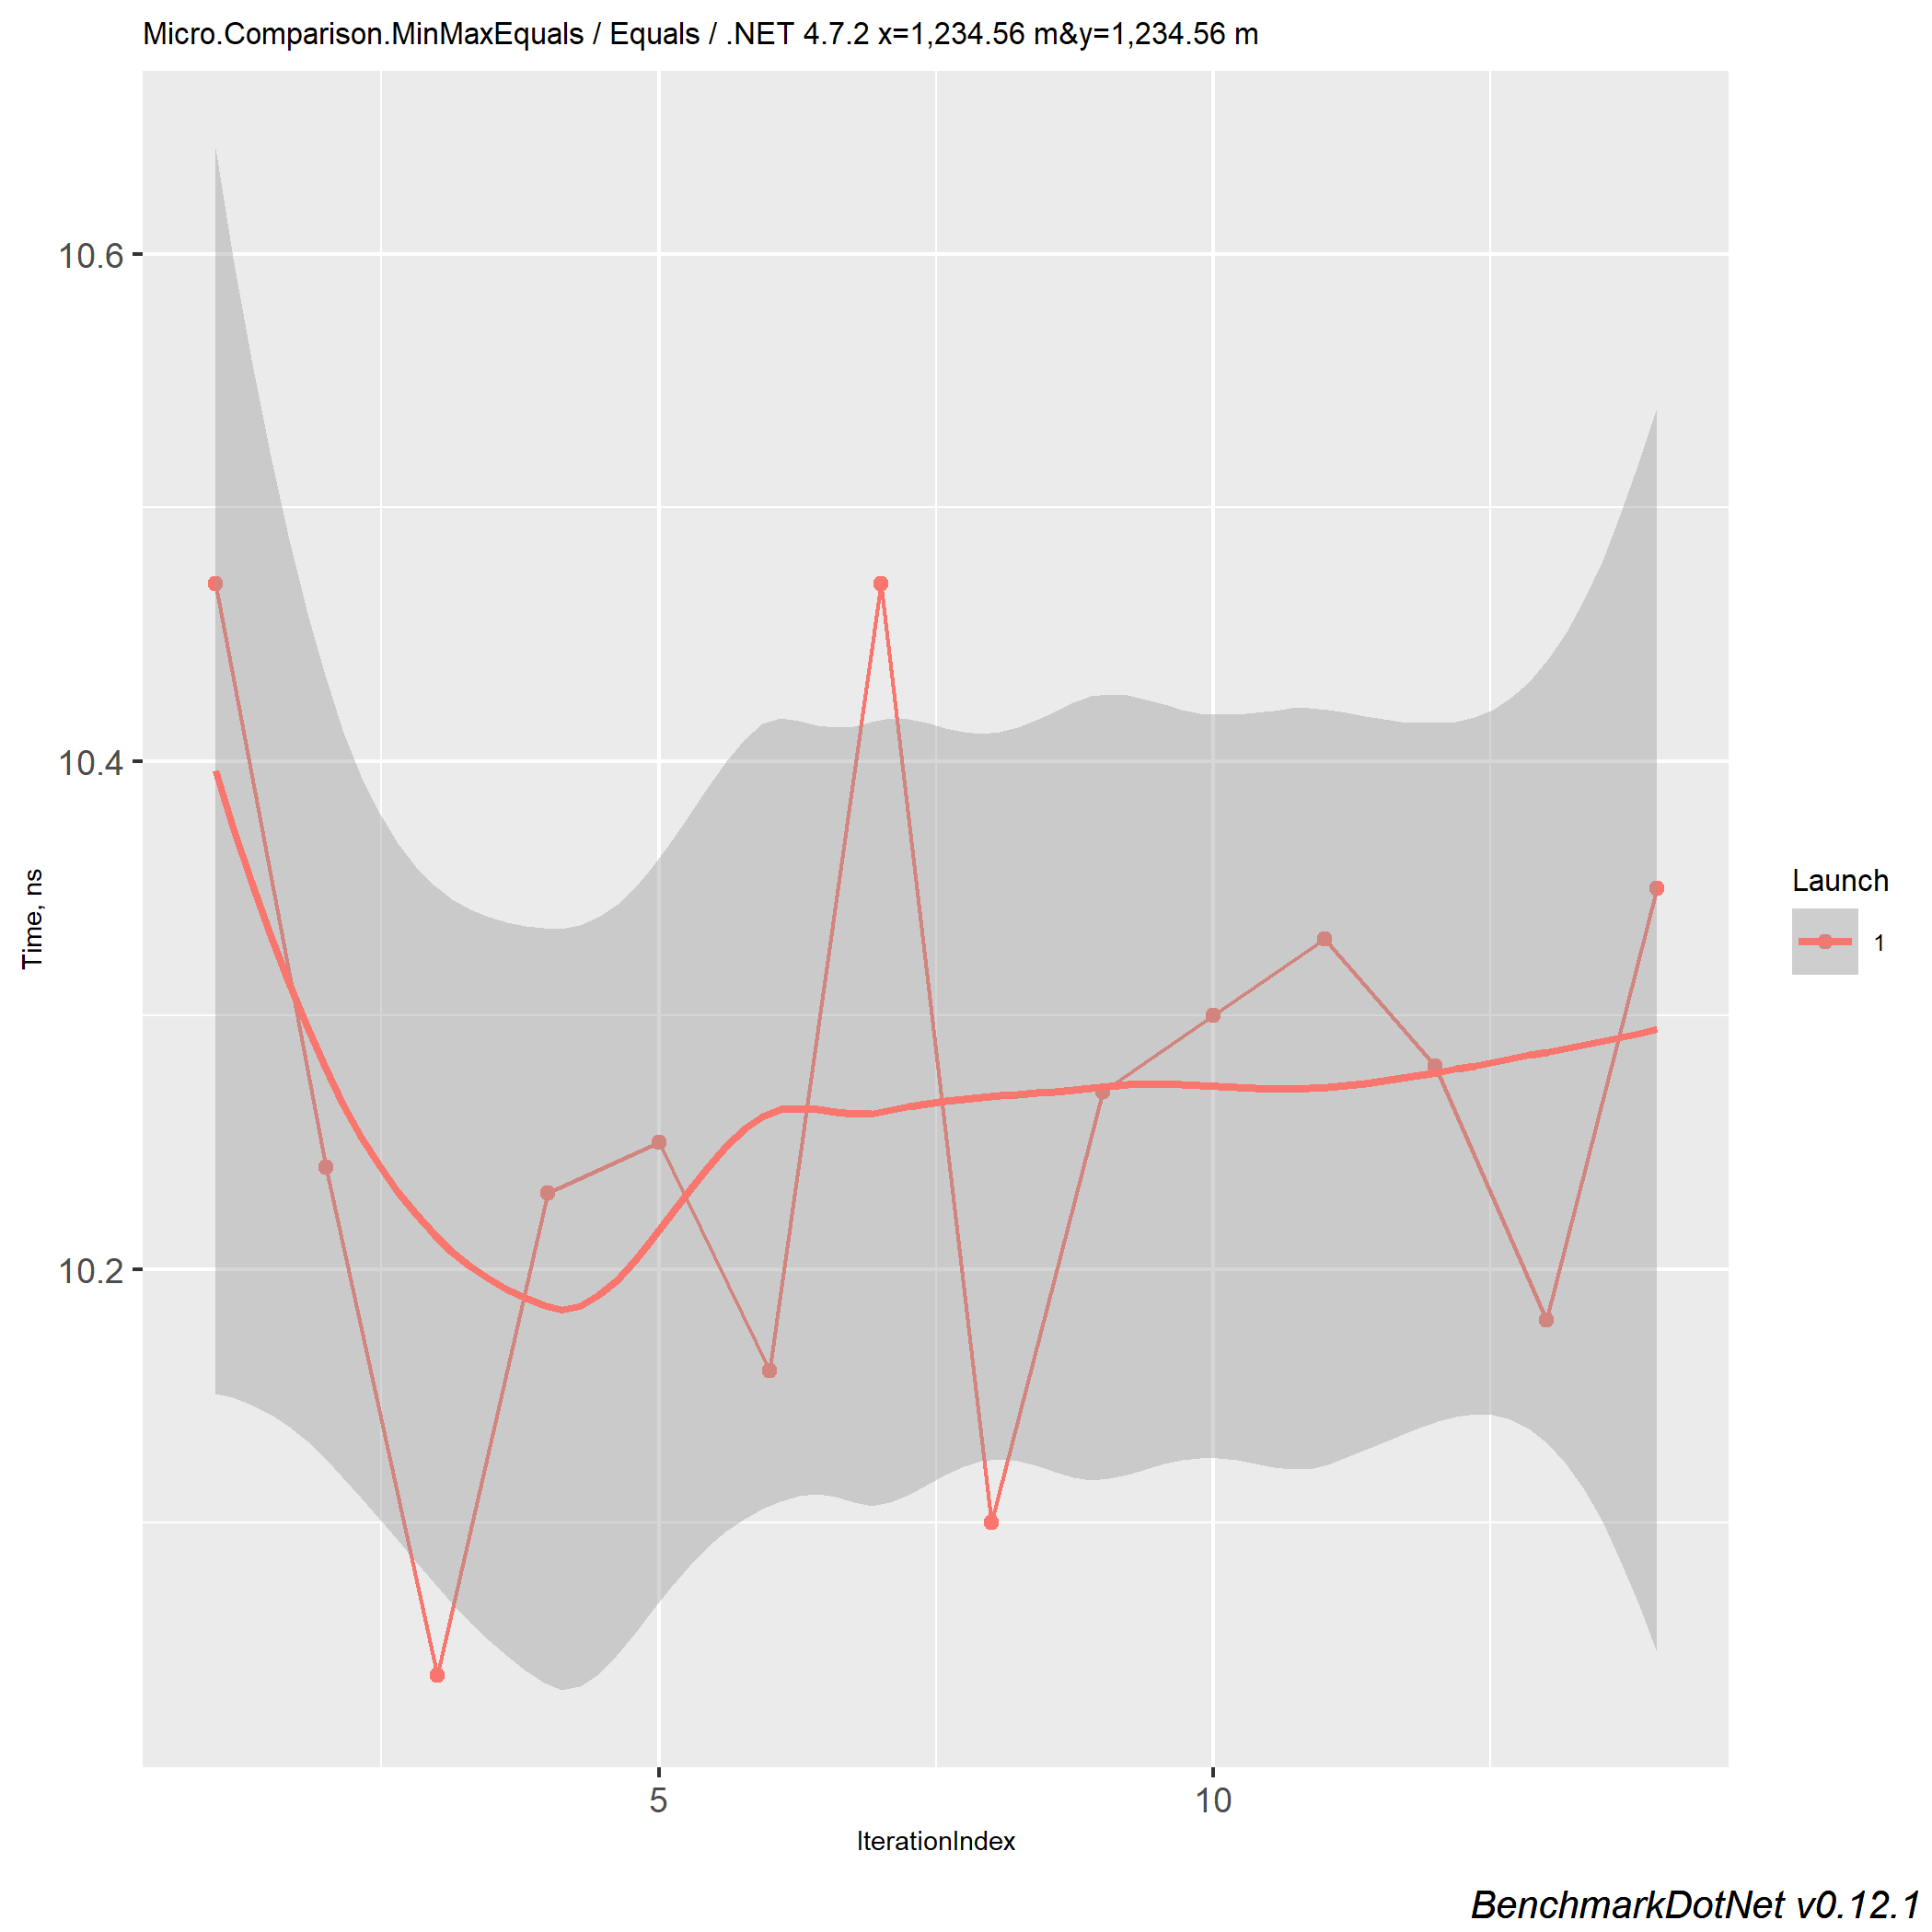 Micro.Comparison.MinMaxEquals / Equals / .NET 4.7.2 x=1,234.56 m&y=1,234.56 m
10.6
10.4
10.2
Time, ns
5
10
IterationIndex
Launch
1
BenchmarkDotNet v0.12.1